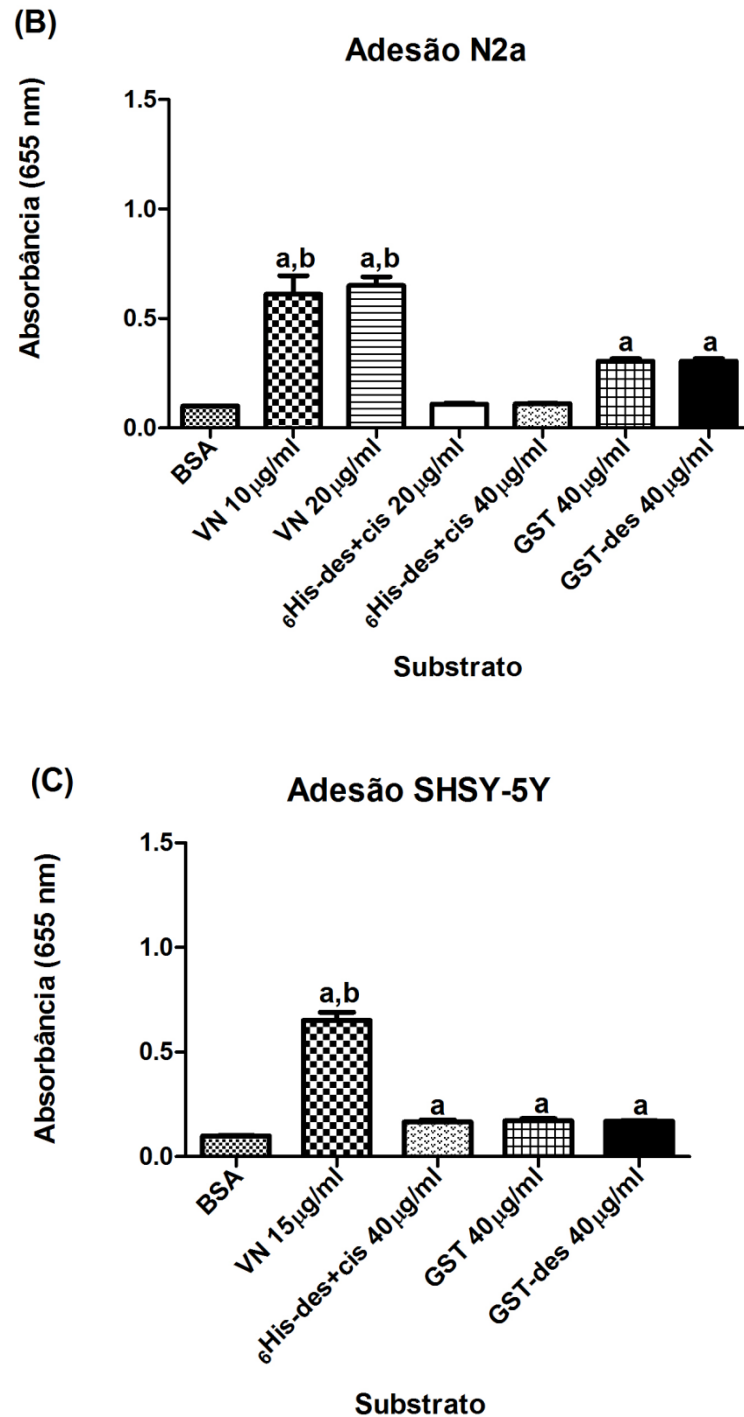 (B)
Adesão N2a
Absorbância (655 nm)
1.5
1.0
0.5
0.0
a,b
a,b
a
a
BSA
VN 10µg/ml
VN 20µg/ml
6His-des+cis 20µg/ml
6His-des+cis 40µg/ml
GST 40µg/ml
GST-des 40µg/ml
Substrato
(C)
Adesão SHSY-5Y
Absorbância (655 nm)
1.5
1.0
0.5
0.0
a,b
a
a
a
BSA
VN 15µg/ml
6His-des+cis 40µg/ml
GST 40µg/ml
GST-des 40µg/ml
Substrato